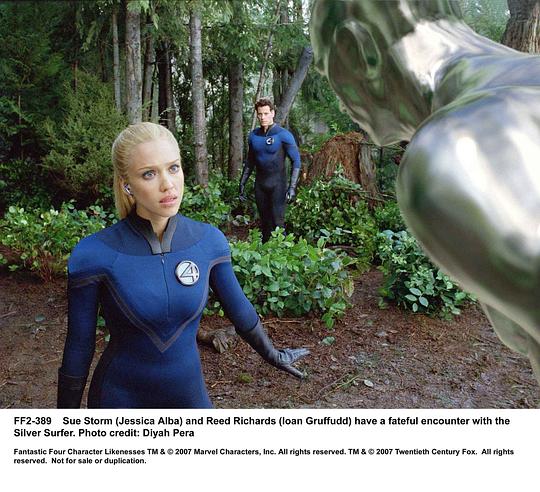 4
4
FF2-389 Sue Storm (Jessica Alba) and Reed Richards (Ioan Gruffudd) have a fateful encounter with the
Silver Surfer. Photo credit: Diyah Pera
Fantastic Four Character Likenesses TM & © 2007 Marvel Characters, Inc. All rights reserved. TM & © 2007 Twentieth Century Fox. All rights
reserved. Not for sale or duplication.